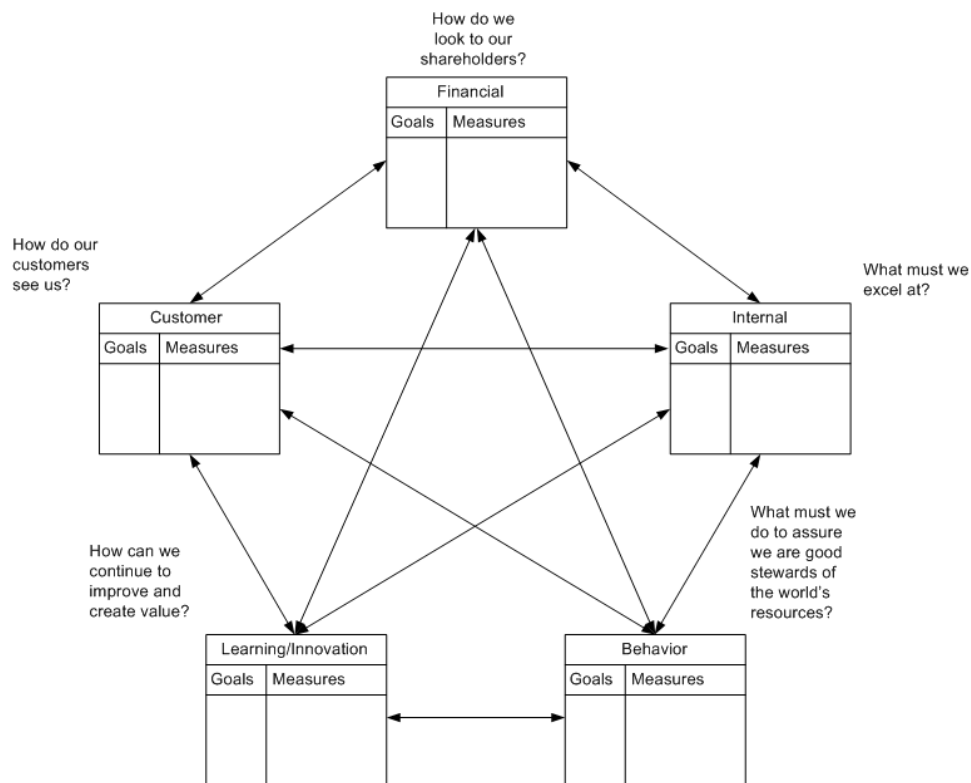 How do we
look to our
shareholders?
Financial
Goals Measures
How do our
customers
see us?
What must we
excel at?
Customer
Goals Measures
Internal
Goals Measures
How can we
continue to
improve and
create value?
What must we
do to assure
we are good
stewards of
the world's
resources?
Learning/Innovation
Goals Measures
Behavior
Goals Measures